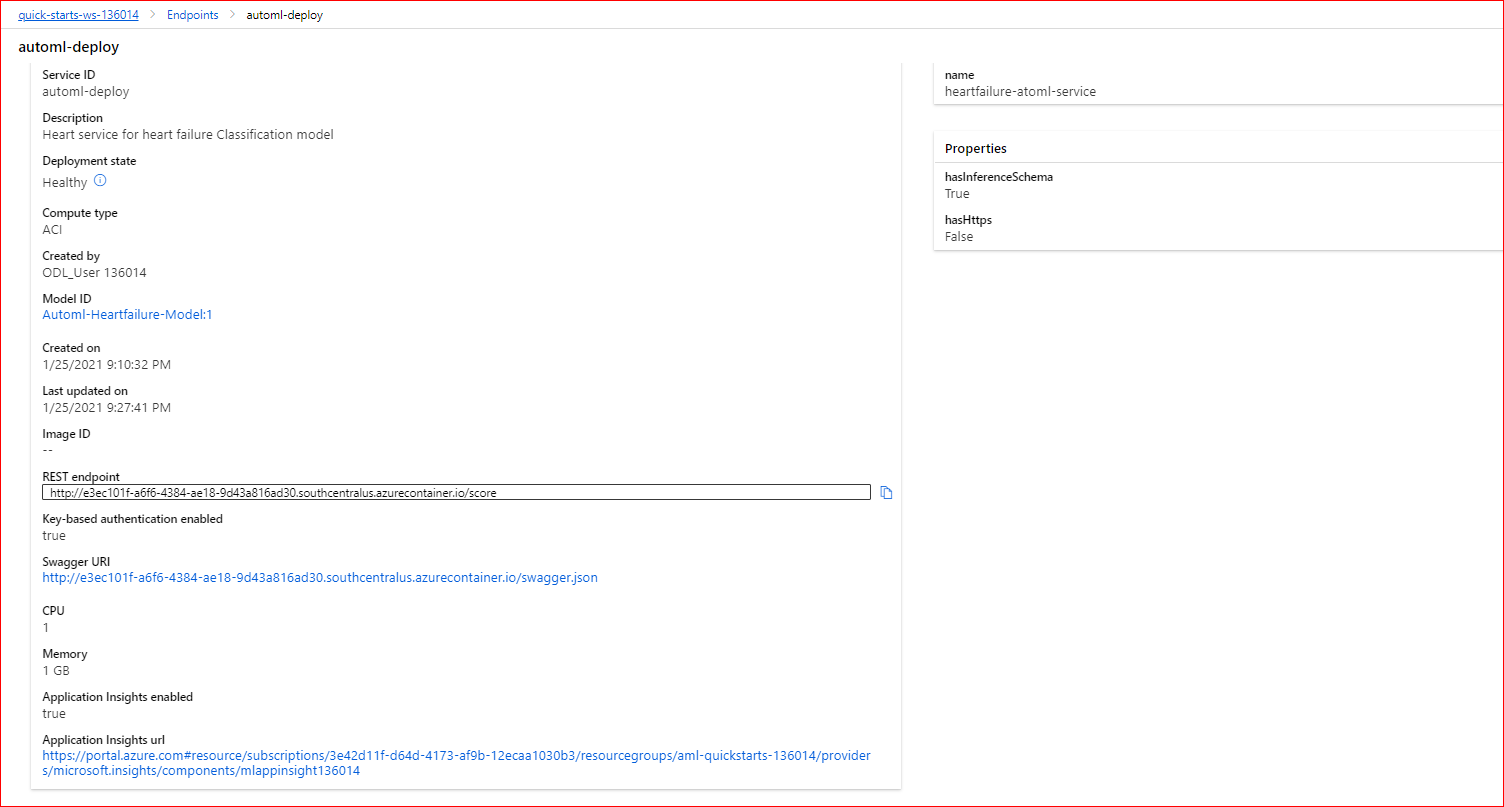 quick-starts-ws-136014 > Endpoints > automl-deploy
automl-deploy
Service ID
automl-deploy
Description
Heart service for heart failure Classification model
Deployment state
Healthy
Compute type
ACI
Created by
ODL_User 136014
Model ID
Automl-Heartfailure-Model:1
Created on
1/25/2021 9:10:32 PM
Last updated on
1/25/2021 9:27:41 PM
Image ID
--
REST endpoint
http://e3ec101f-a6f6-4384-ae18-9d43a816ad30.southcentralus.azurecontainer.io/score
Key-based authentication enabled
true
Swagger URI
http://e3ec101f-a6f6-4384-ae18-9d43a816ad30.southcentralus.azurecontainer.io/swagger.json
CPU
1
Memory
1 GB
Application Insights enabled
true
Application Insights url
https://portal.azure.com#resource/subscriptions/3e42d11f-d64d-4173-af9b-12ecaa1030b3/resourcegroups/aml-quickstarts-136014/provider
s/microsoft.insights/components/mlappinsight136014
name
heartfailure-atoml-service
Properties
hasInferenceSchema
True
hasHttps
False